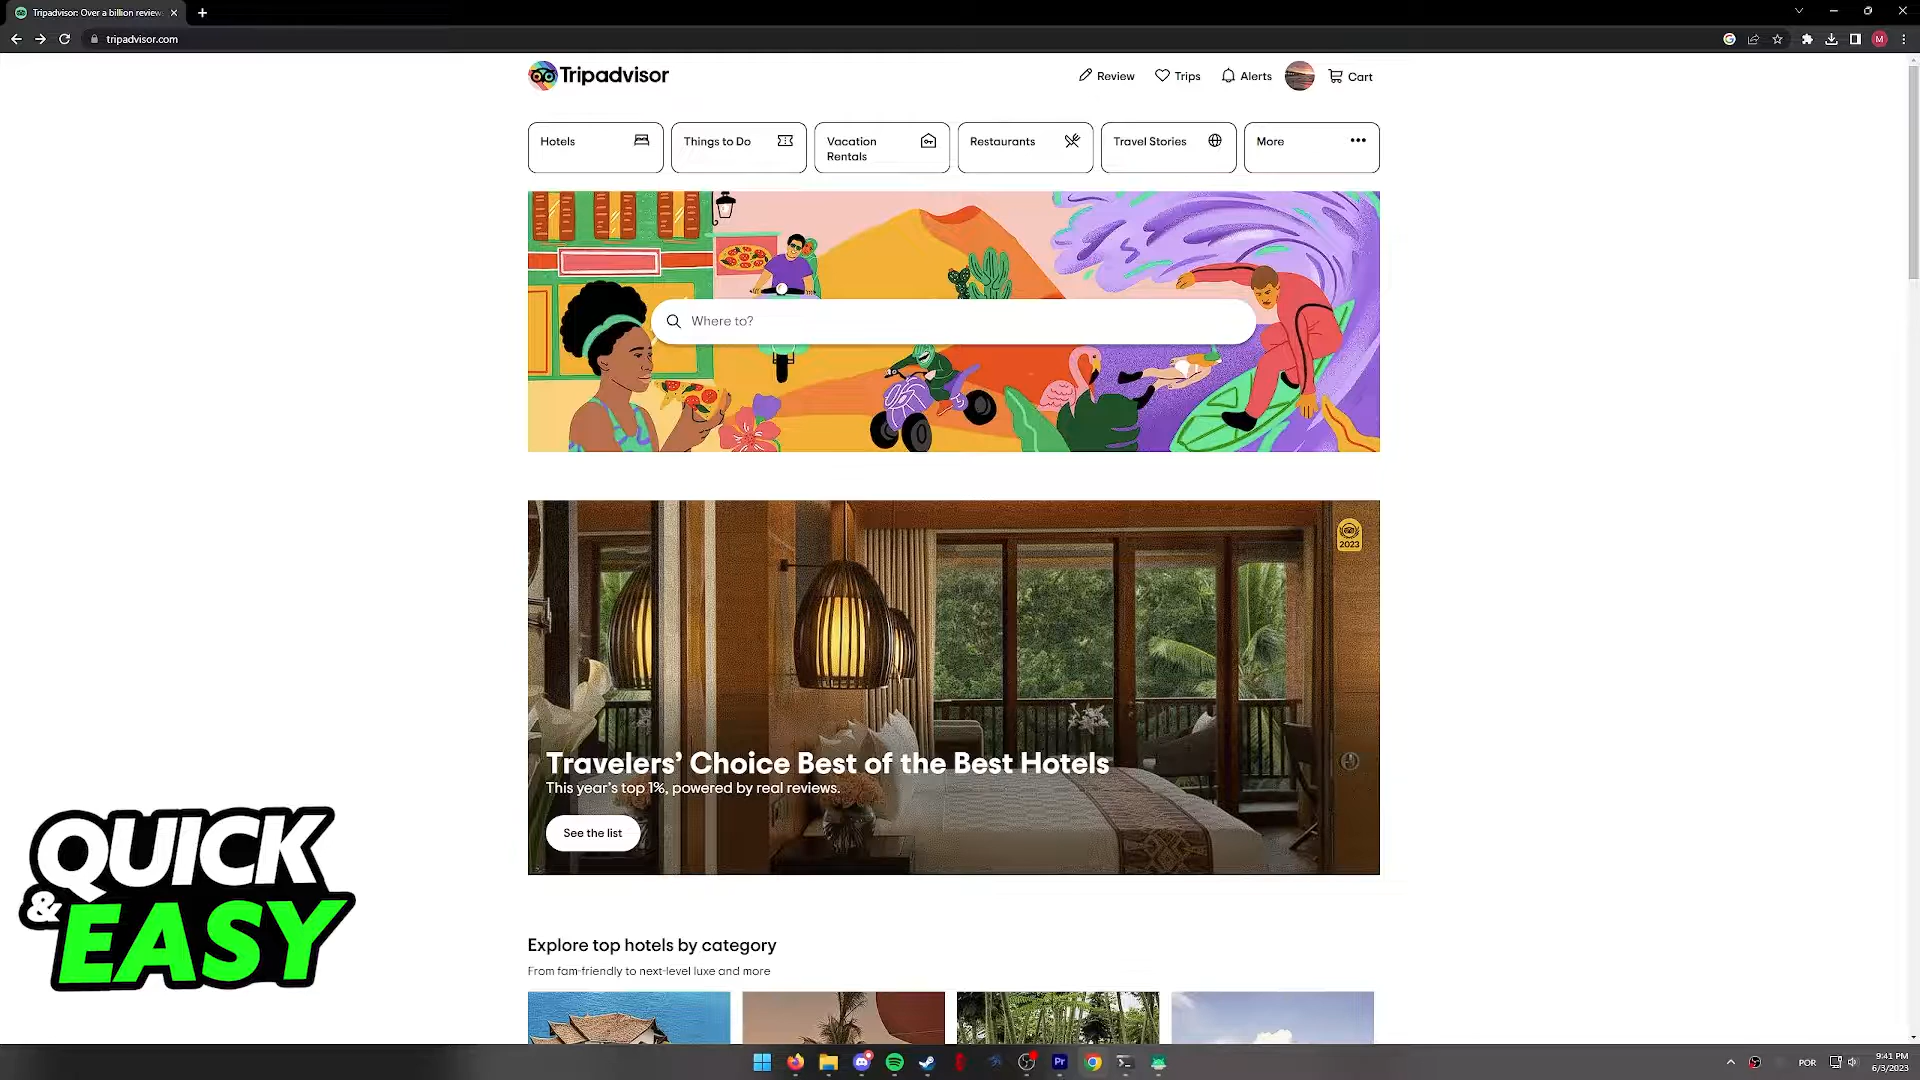 Tripadvisor: Over a billion review
tripadvisor.com
M
Tripadvisor
Review
Trips
Alerts
Cart
Hotels
Things to Do
Vacation
Rentals
Restaurants
Travel Stories
More
Where to?
2023
Travelers' Choice Best of the Best Hotels
This year's top 1%, powered by real reviews.
See the list
QUICK
& EASY
Explore top hotels by category
From fam-friendly to next-level luxe and more
Pr
POR
9:41 PM
6/3/2023